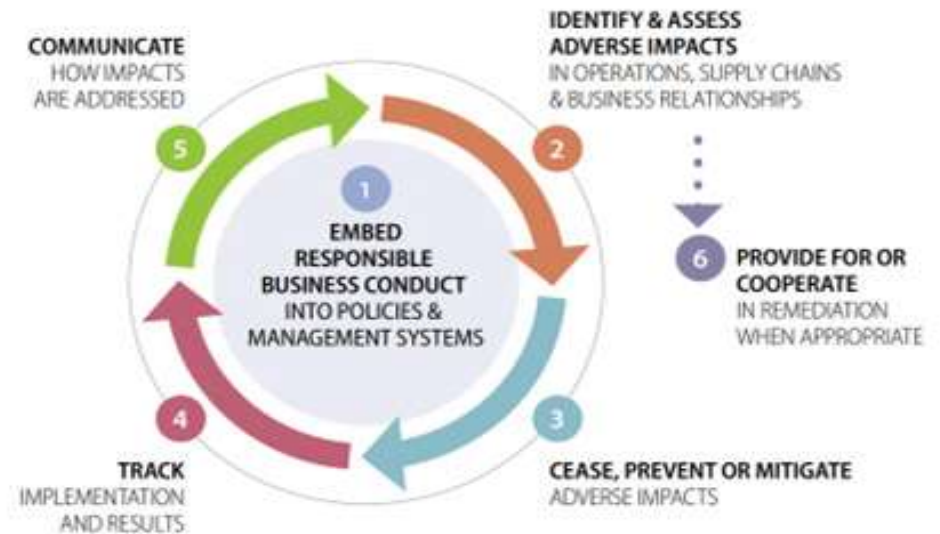 COMMUNICATE
HOW IMPACTS
ARE ADDRESSED
5
IDENTIFY & ASSESS
ADVERSE IMPACTS
IN OPERATIONS, SUPPLY CHAINS
& BUSINESS RELATIONSHIPS
2
1
EMBED
RESPONSIBLE
BUSINESS CONDUCT
INTO POLICIES &
MANAGEMENT SYSTEMS
6
PROVIDE FOR OR
COOPERATE
IN REMEDIATION
WHEN APPROPRIATE
4
TRACK
IMPLEMENTATION
AND RESULTS
3
CEASE, PREVENT OR MITIGATE
ADVERSE IMPACTS